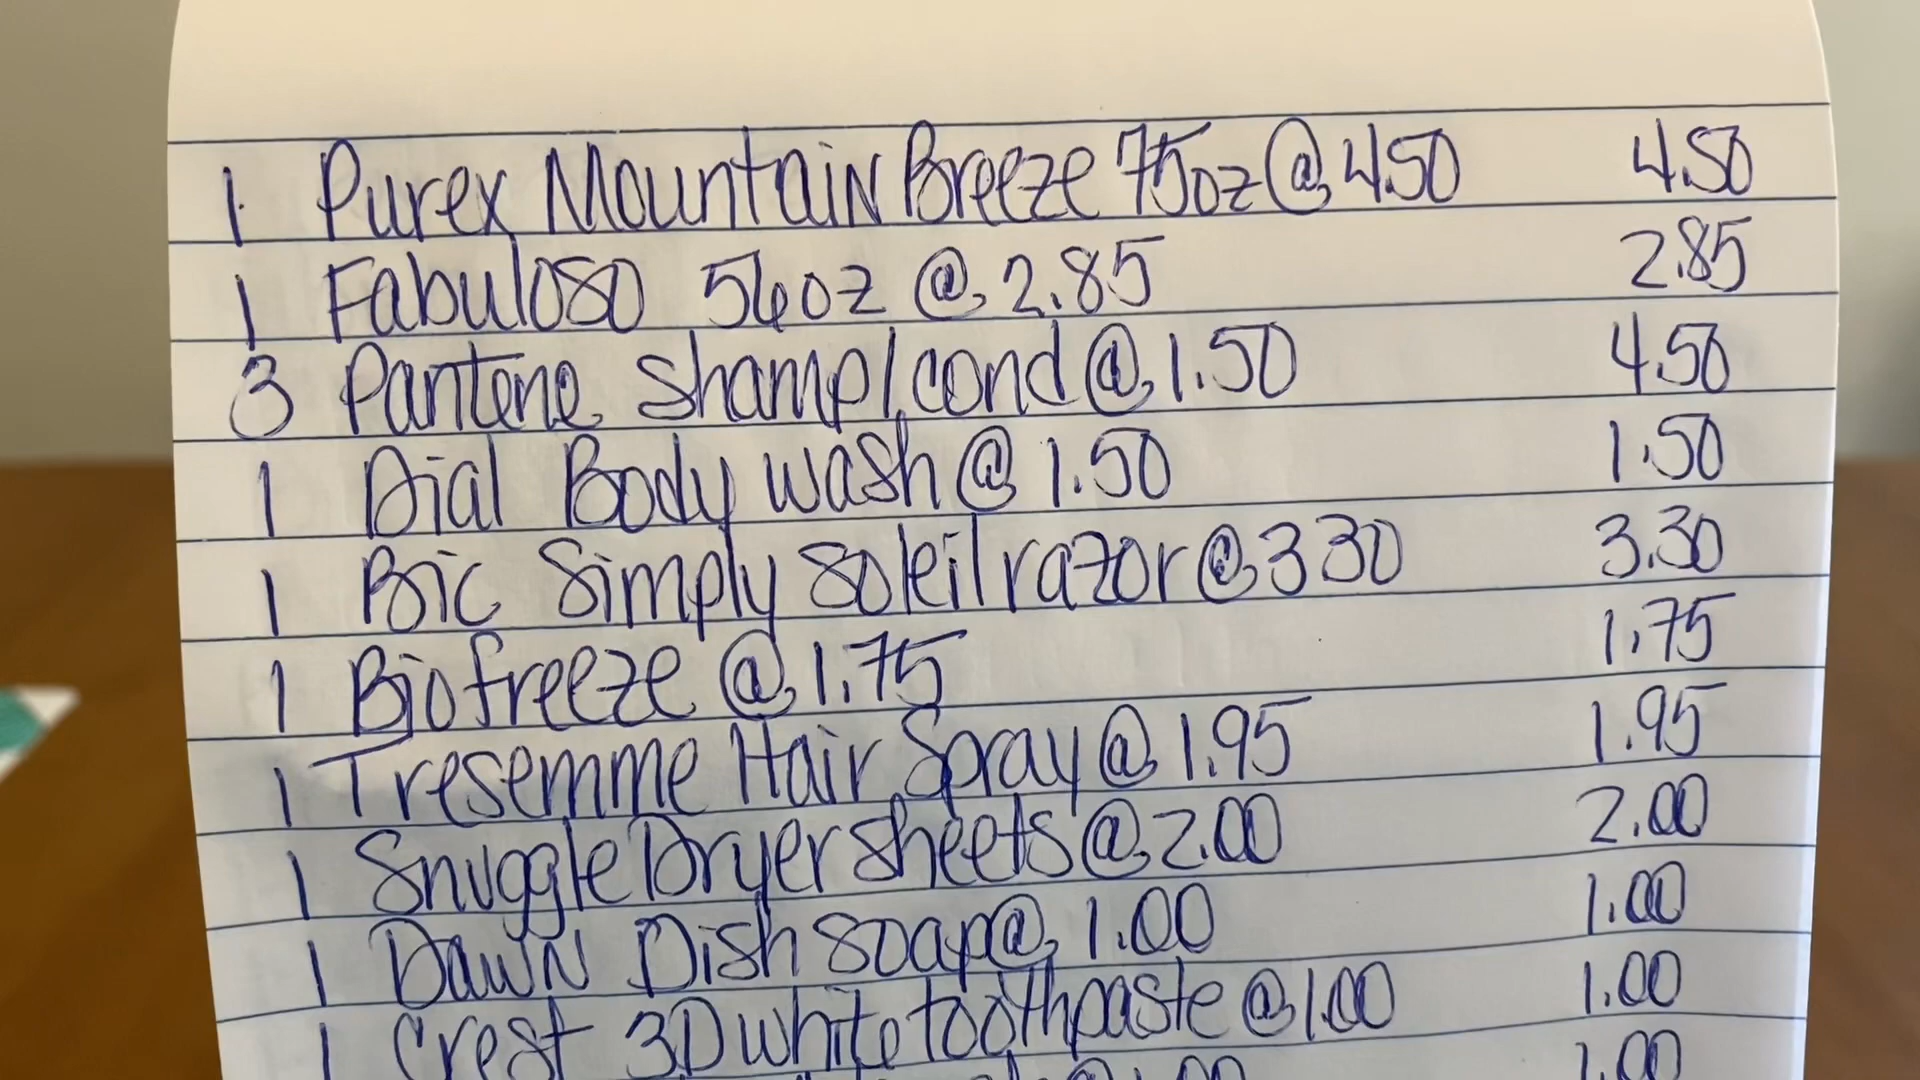 1 Purex Mountain Breeze 75oz @ 4.50 4.50
1 Fabuloso 56oz @ 2.85 2.85
3 Pantene shamp/cond @ 1.50 4.50
1 Dial Body wash @ 1.50 1.50
1 Bic Simply Soleil razor @ 3.30 3.30
1 Biofreeze @ 1.75 1.75
1 Tresemme Hair Spray @ 1.95 1.95
1 Snuggle Dryer sheets @ 2.00 2.00
1 Dawn Dish soap @ 1.00 1.00
1 Crest 3D white toothpaste @ 1.00 1.00
@ 1.00 1.00